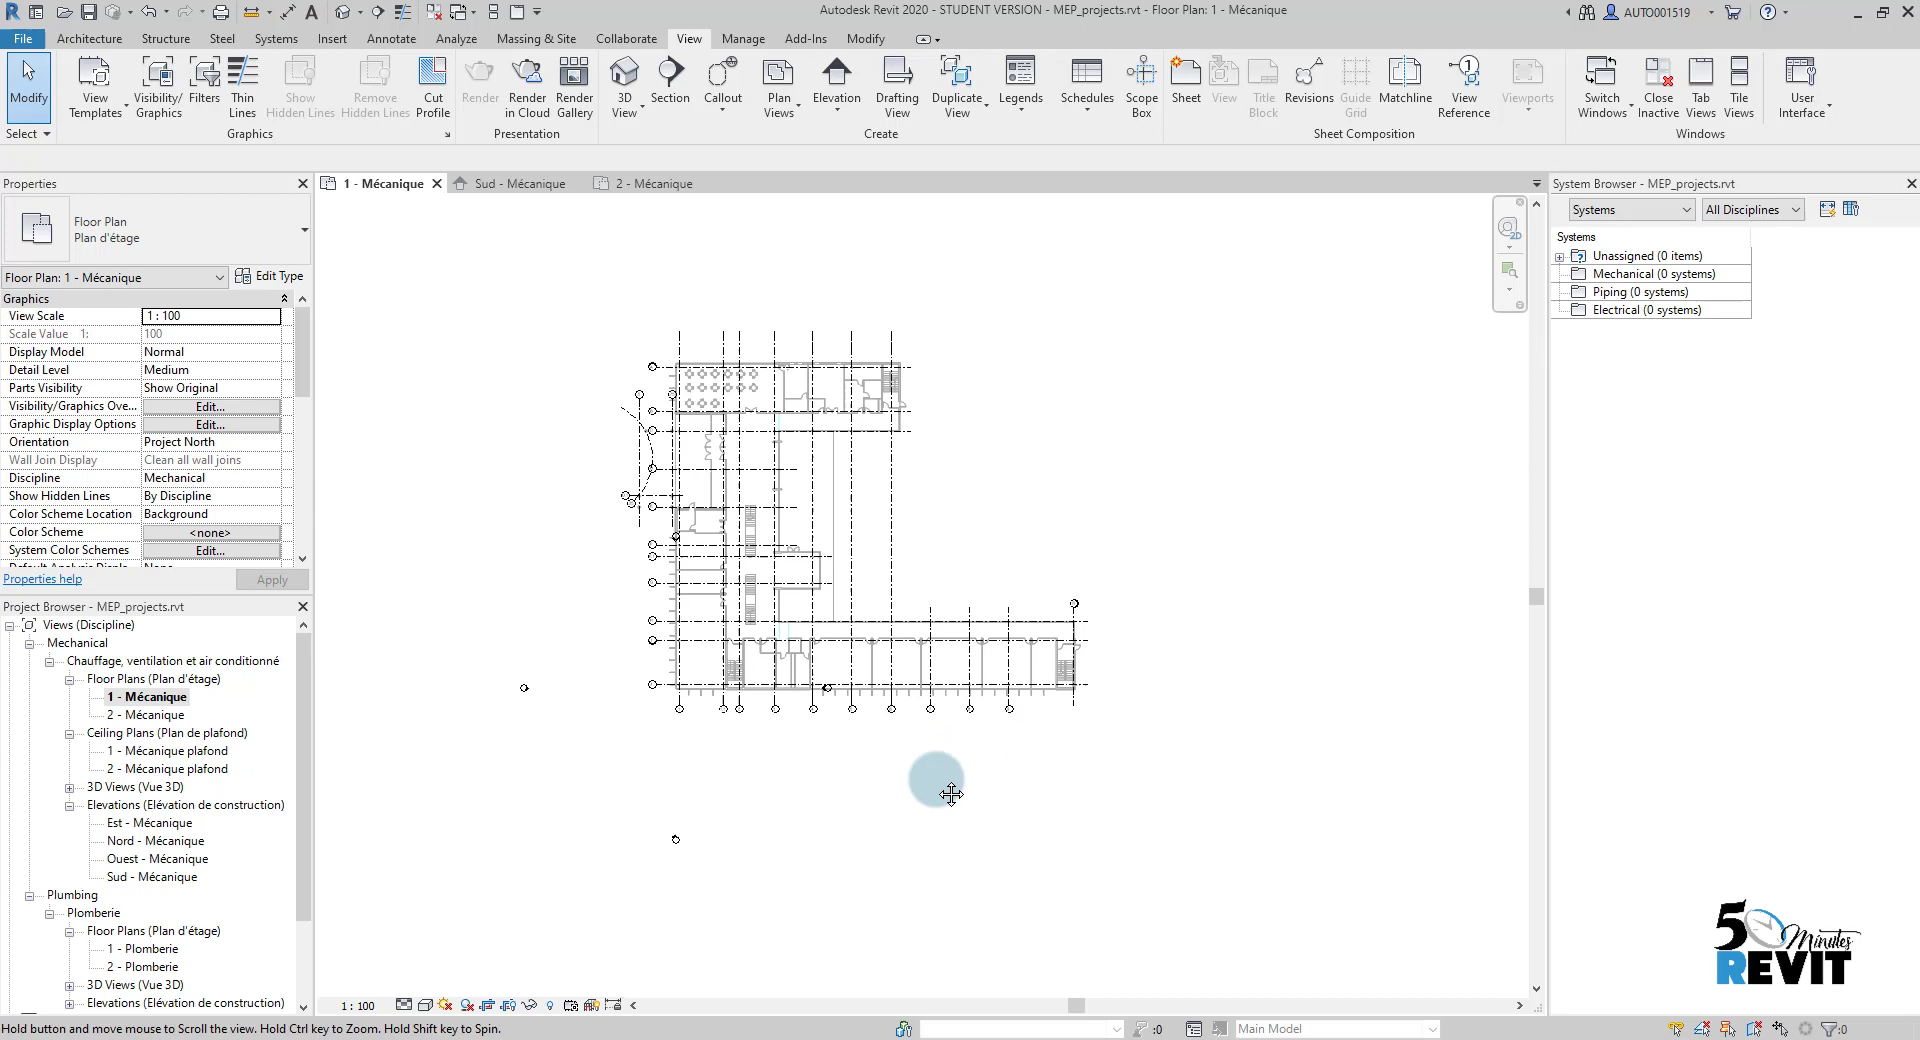 Autodesk Revit 2020 - STUDENT VERSION - MEP_projects.rvt - Floor Plan: 1 - Mécanique
AUTO001519
File Architecture Structure Steel Systems Insert Annotate Analyze Massing & Site Collaborate View Manage Add-Ins Modify
Modify
View Templates
Visibility/ Graphics
Filters
Thin Lines
Show Hidden Lines
Remove Hidden Lines
Cut Profile
Render
Render in Cloud
Render Gallery
3D View
Section
Callout
Plan Views
Elevation
Drafting View
Duplicate View
Legends
Schedules
Scope Box
Sheet
View
Title Block
Revisions
Guide Grid
Matchline
View Reference
Viewports
Switch Windows
Close Inactive
Tab Views
Tile Views
User Interface
Select Graphics Presentation Create Sheet Composition Windows
Properties
1 - Mécanique
Sud - Mécanique
2 - Mécanique
Floor Plan
Plan d'étage
Floor Plan: 1 - Mécanique
Edit Type
Graphics
View Scale 1 : 100
Scale Value 1: 100
Display Model Normal
Detail Level Medium
Parts Visibility Show Original
Visibility/Graphics Ove... Edit...
Graphic Display Options Edit...
Orientation Project North
Wall Join Display Clean all wall joins
Discipline Mechanical
Show Hidden Lines By Discipline
Color Scheme Location Background
Color Scheme <none>
System Color Schemes Edit...
Properties help
Apply
Project Browser - MEP_projects.rvt
Views (Discipline)
Mechanical
Chauffage, ventilation et air conditionné
Floor Plans (Plan d'étage)
1 - Mécanique
2 - Mécanique
Ceiling Plans (Plan de plafond)
1 - Mécanique plafond
2 - Mécanique plafond
3D Views (Vue 3D)
Elevations (Elévation de construction)
Est - Mécanique
Nord - Mécanique
Ouest - Mécanique
Sud - Mécanique
Plumbing
Plomberie
Floor Plans (Plan d'étage)
1 - Plomberie
2 - Plomberie
3D Views (Vue 3D)
Elevations (Elévation de construction)
2D
System Browser - MEP_projects.rvt
Systems
All Disciplines
Systems
Unassigned (0 items)
Mechanical (0 systems)
Piping (0 systems)
Electrical (0 systems)
50 Minutes
REVIT
1 : 100
Hold button and move mouse to Scroll the view. Hold Ctrl key to Zoom. Hold Shift key to Spin.
:0
Main Model
:0